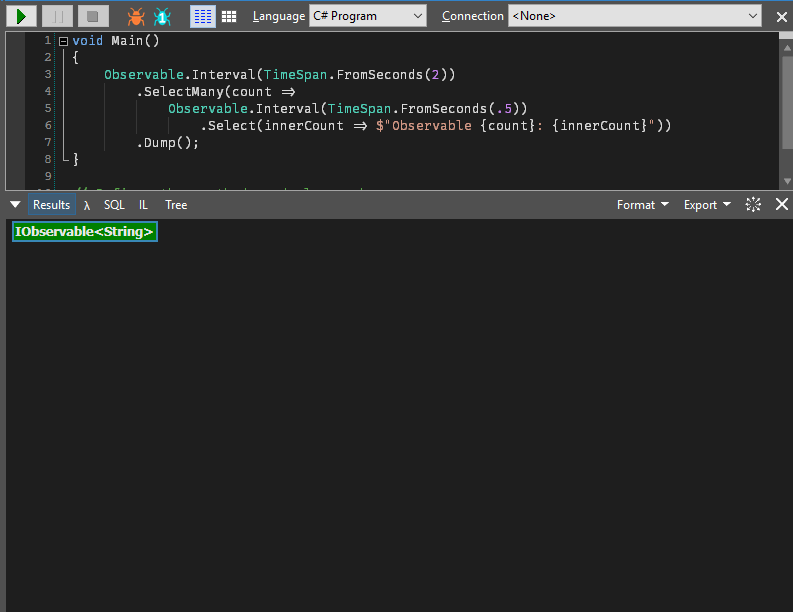 Language C# Program Connection <None>
1 void Main()
2 {
3 Observable.Interval(TimeSpan.FromSeconds(2))
4 .SelectMany(count =>
5 Observable.Interval(TimeSpan.FromSeconds(.5))
6 .Select(innerCount => $"Observable {count}: {innerCount}"))
7 .Dump();
8 }
9
Results λ SQL IL Tree Format Export
IObservable<String>